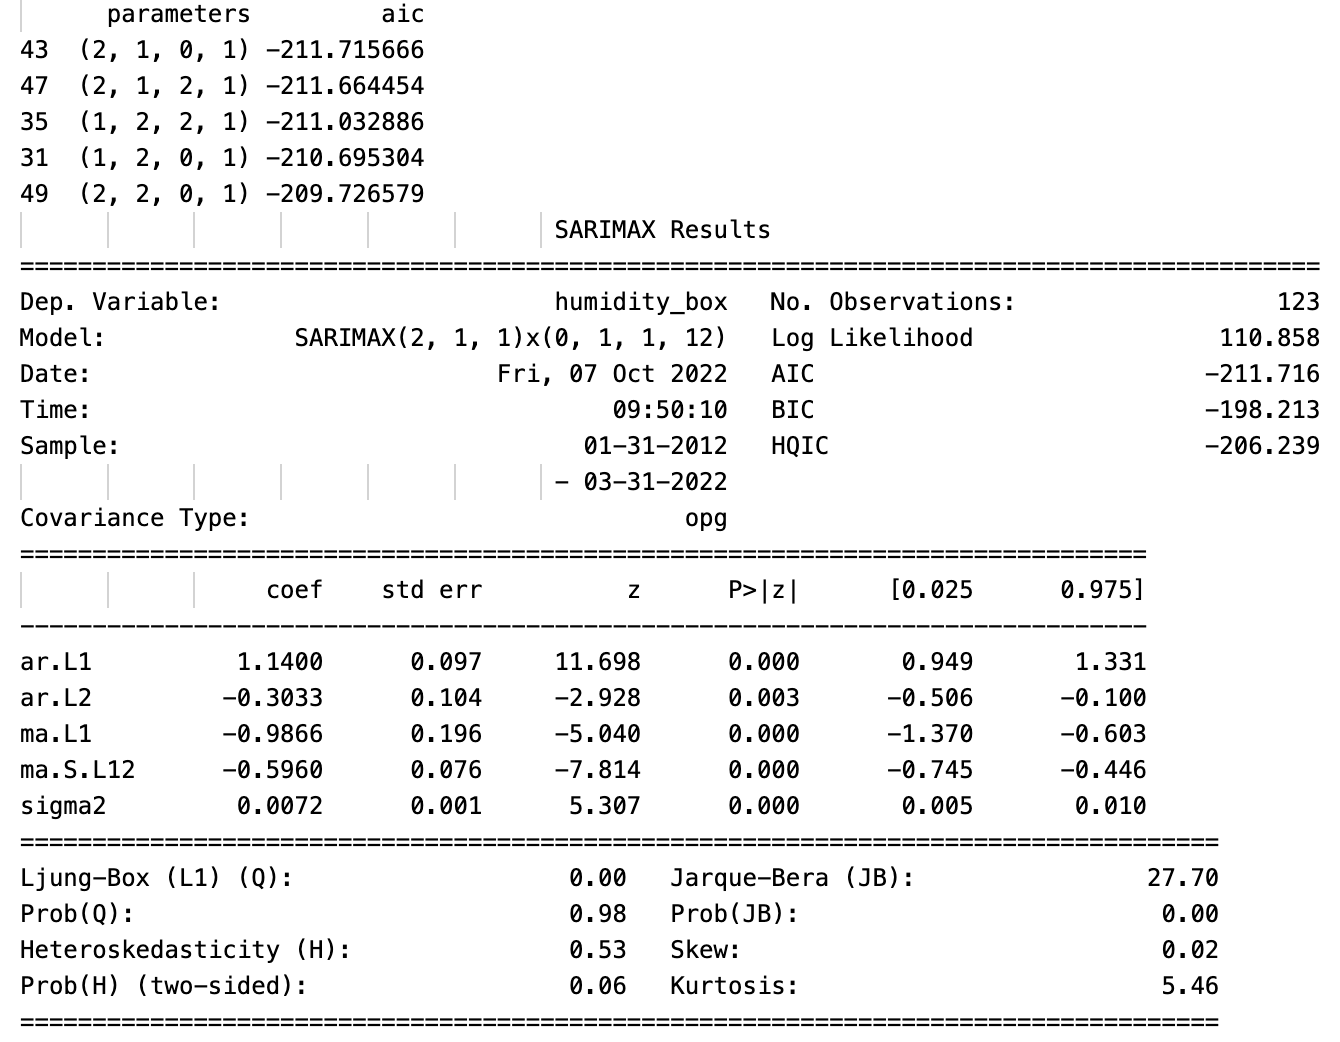 parameters aic
43 (2, 1, 0, 1) -211.715666
47 (2, 1, 2, 1) -211.664454
35 (1, 2, 2, 1) -211.032886
31 (1, 2, 0, 1) -210.695304
49 (2, 2, 0, 1) -209.726579
SARIMAX Results
==========================================================================================
Dep. Variable: humidity_box No. Observations: 123
Model: SARIMAX(2, 1, 1)x(0, 1, 1, 12) Log Likelihood 110.858
Date: Fri, 07 Oct 2022 AIC -211.716
Time: 09:50:10 BIC -198.213
Sample: 01-31-2012 HQIC -206.239
- 03-31-2022
Covariance Type: opg
==============================================================================
coef std err z P>|z| [0.025 0.975]
------------------------------------------------------------------------------
ar.L1 1.1400 0.097 11.698 0.000 0.949 1.331
ar.L2 -0.3033 0.104 -2.928 0.003 -0.506 -0.100
ma.L1 -0.9866 0.196 -5.040 0.000 -1.370 -0.603
ma.S.L12 -0.5960 0.076 -7.814 0.000 -0.745 -0.446
sigma2 0.0072 0.001 5.307 0.000 0.005 0.010
===================================================================================
Ljung-Box (L1) (Q): 0.00 Jarque-Bera (JB): 27.70
Prob(Q): 0.98 Prob(JB): 0.00
Heteroskedasticity (H): 0.53 Skew: 0.02
Prob(H) (two-sided): 0.06 Kurtosis: 5.46
===================================================================================